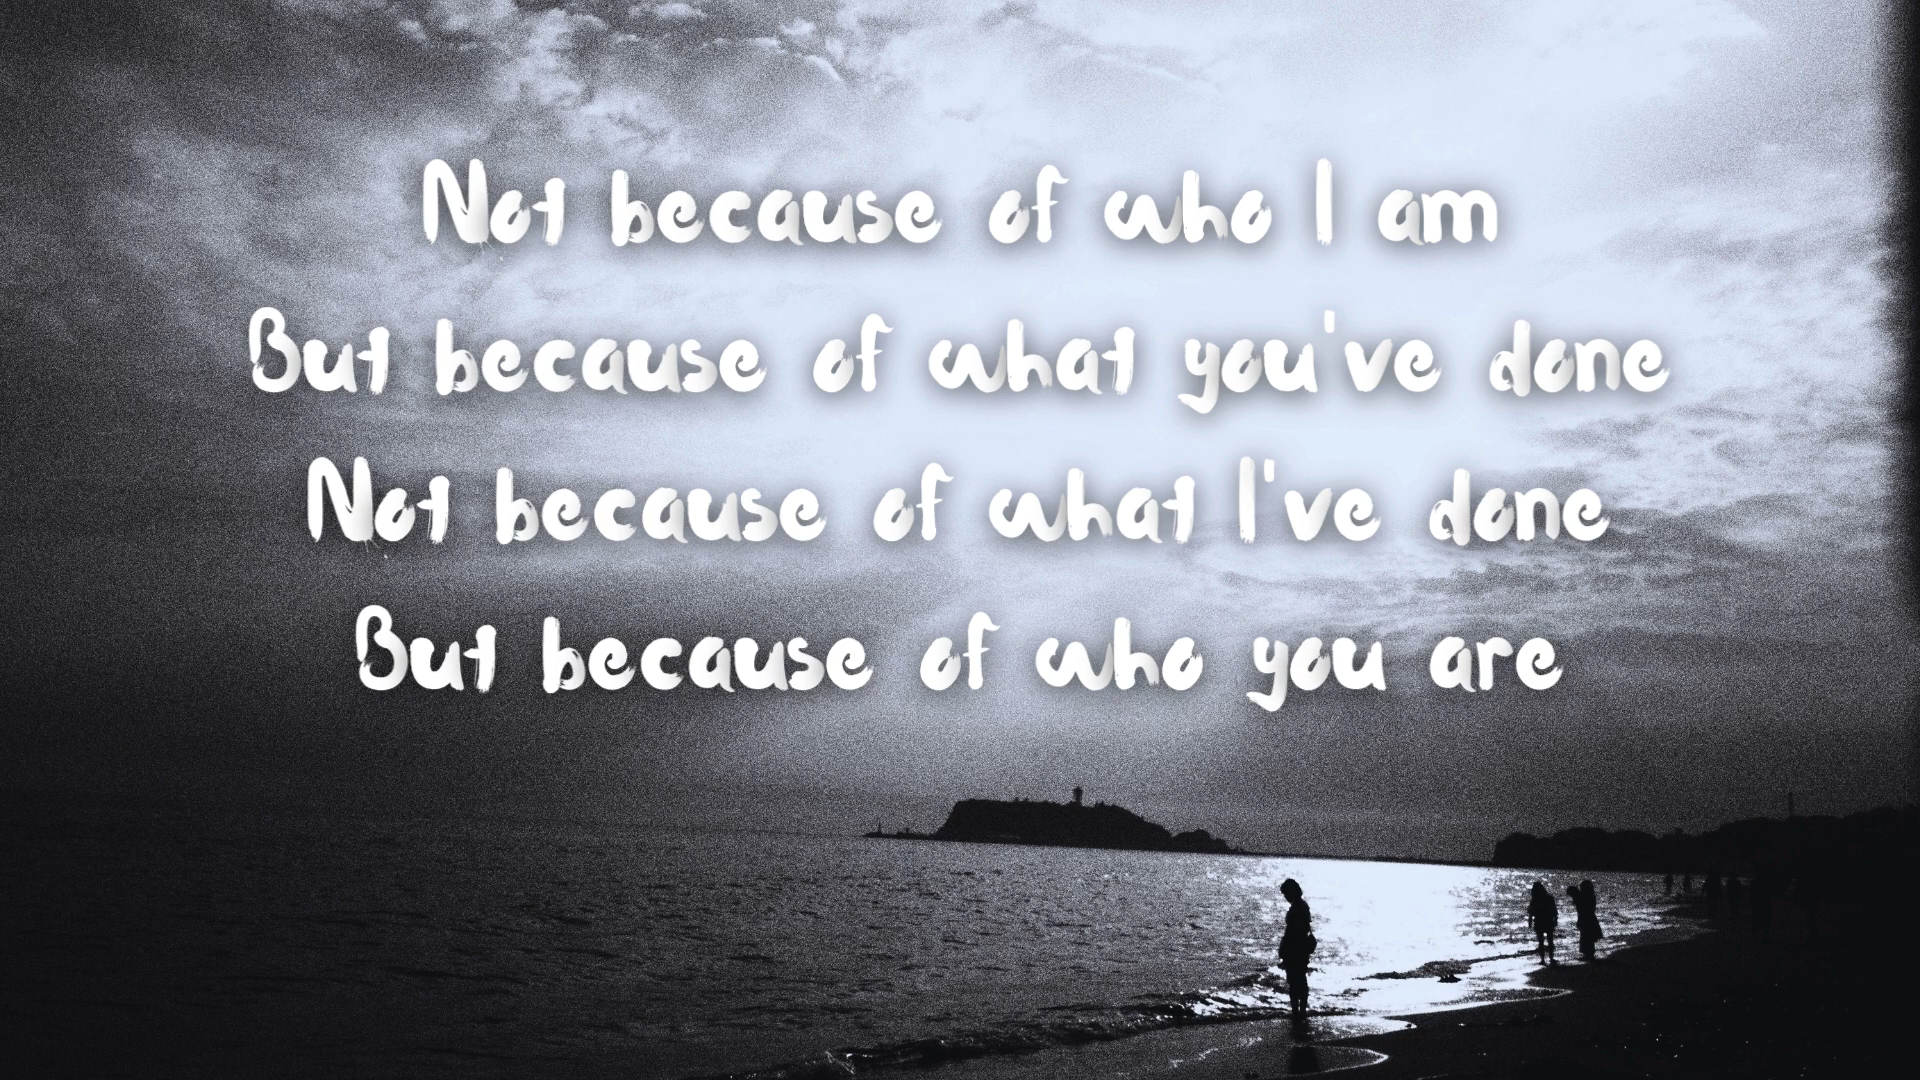 Not because of who I am
But because of what you've done
Not because of what I've done
But because of who you are